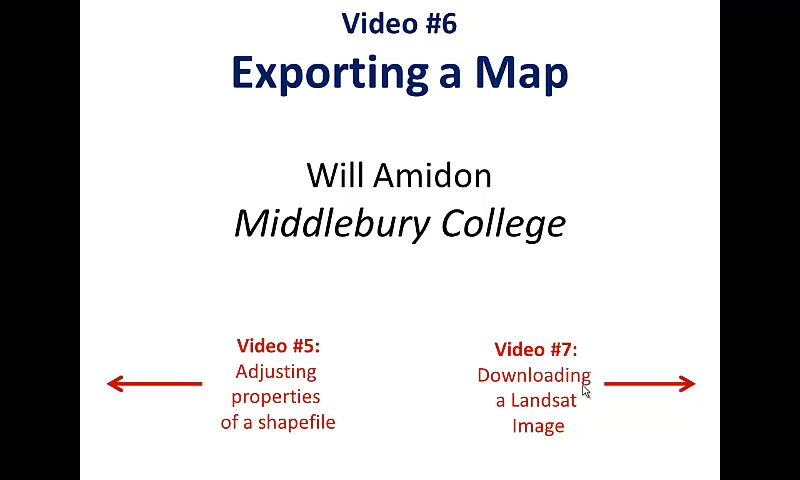 Video #6
Exporting a Map
Will Amidon
Middlebury College
Video #5:
Adjusting
properties
of a shapefile
Video #7:
Downloading
a Landsat
Image